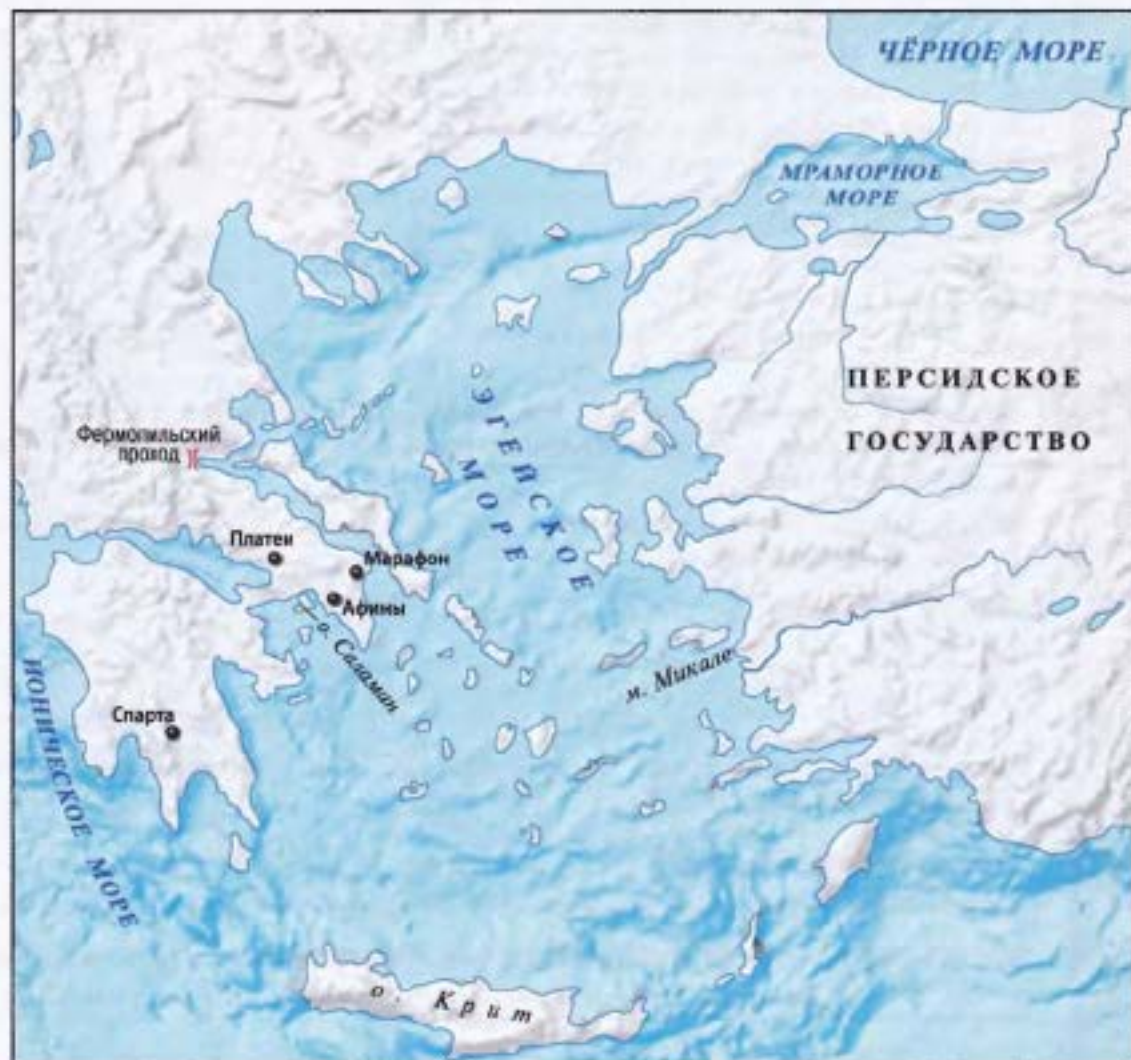 ЧЁРНОЕ МОРЕ
МРАМОРНОЕ
МОРЕ
ПЕРСИДСКОЕ
ГОСУДАРСТВО
ЭГЕЙСКОЕ
МОРЕ
Фермопильский
проход
Платеи
Марафон
Афины
о. Саламин
м. Микале
Спарта
ИОНИЧЕСКОЕ МОРЕ
о. Крит